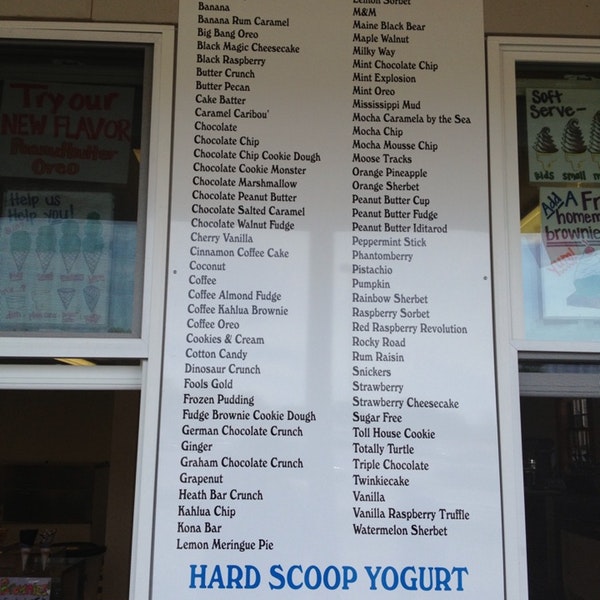 Banana
Banana Rum Caramel
Big Bang Oreo
Black Magic Cheesecake
Black Raspberry
Butter Crunch
Butter Pecan
Cake Batter
Caramel Caribou'
Chocolate
Chocolate Chip
Chocolate Chip Cookie Dough
Chocolate Cookie Monster
Chocolate Marshmallow
Chocolate Peanut Butter
Chocolate Salted Caramel
Chocolate Walnut Fudge
Cherry Vanilla
Cinnamon Coffee Cake
Coconut
Coffee
Coffee Almond Fudge
Coffee Kahlua Brownie
Coffee Oreo
Cookies & Cream
Cotton Candy
Dinosaur Crunch
Fools Gold
Frozen Pudding
Fudge Brownie Cookie Dough
German Chocolate Crunch
Ginger
Graham Chocolate Crunch
Grapenut
Heath Bar Crunch
Kahlua Chip
Kona Bar
Lemon Meringue Pie
Lemon Sorbet
M&M
Maine Black Bear
Maple Walnut
Milky Way
Mint Chocolate Chip
Mint Explosion
Mint Oreo
Mississippi Mud
Mocha Caramela by the Sea
Mocha Chip
Mocha Mousse Chip
Moose Tracks
Orange Pineapple
Orange Sherbet
Peanut Butter Cup
Peanut Butter Fudge
Peanut Butter Iditarod
Peppermint Stick
Phantomberry
Pistachio
Pumpkin
Rainbow Sherbet
Raspberry Sorbet
Red Raspberry Revolution
Rocky Road
Rum Raisin
Snickers
Strawberry
Strawberry Cheesecake
Sugar Free
Toll House Cookie
Totally Turtle
Triple Chocolate
Twinkiecake
Vanilla
Vanilla Raspberry Truffle
Watermelon Sherbet
HARD SCOOP YOGURT
Try our
NEW FLAVOR
Peanutbutter
Oreo
Help us
Help You!
Soft
Serve-
kids small m
Add A Fr
homem
brownie